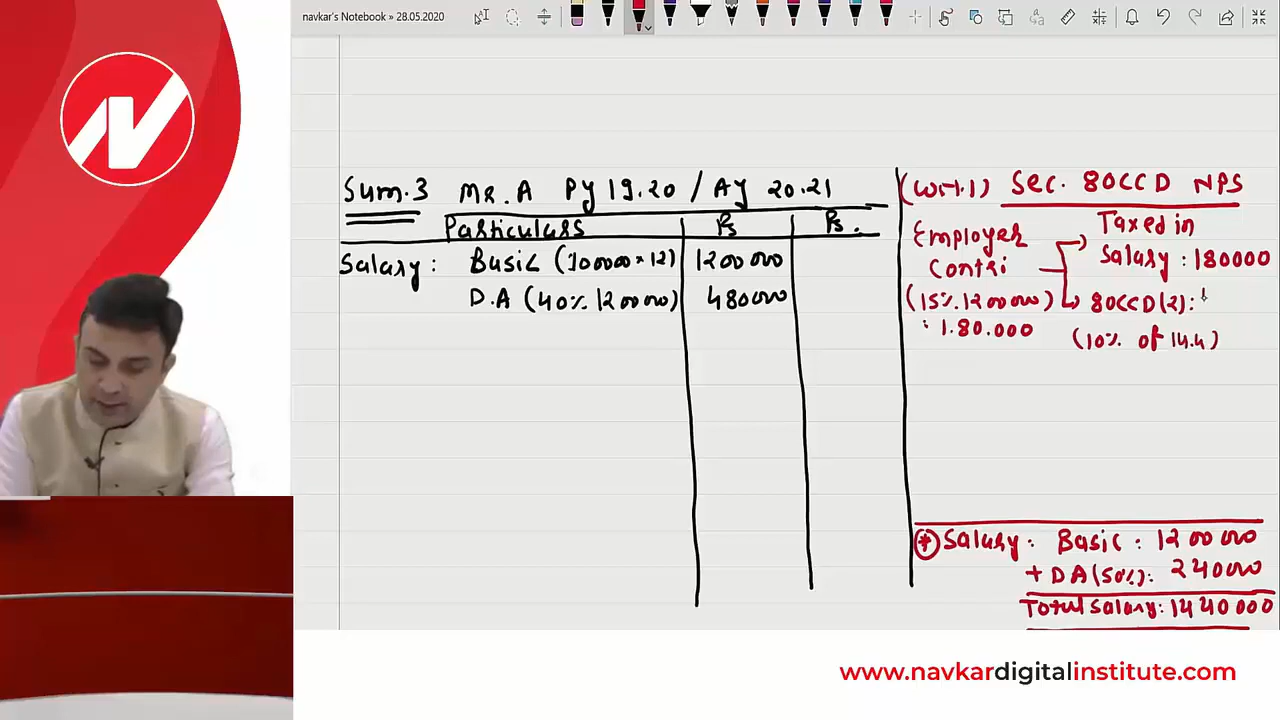 navkar's Notebook » 28.05.2020
Sum.3 Mr. A PY 19.20 / AY 20.21
Particulars Rs Rs.
Salary: Basic (100000×12) 1200000
D.A (40% 1200000) 480000
(WN.1) Sec. 80CCD NPS
Employer
Contri
(15% 1200000)
: 1.80.000
Taxed in
Salary: 180000
80CCD(2):
(10% of 14.4)
* Salary: Basic: 1200000
+ DA (50%): 240000
Total Salary: 1440000
www.navkardigitalinstitute.com